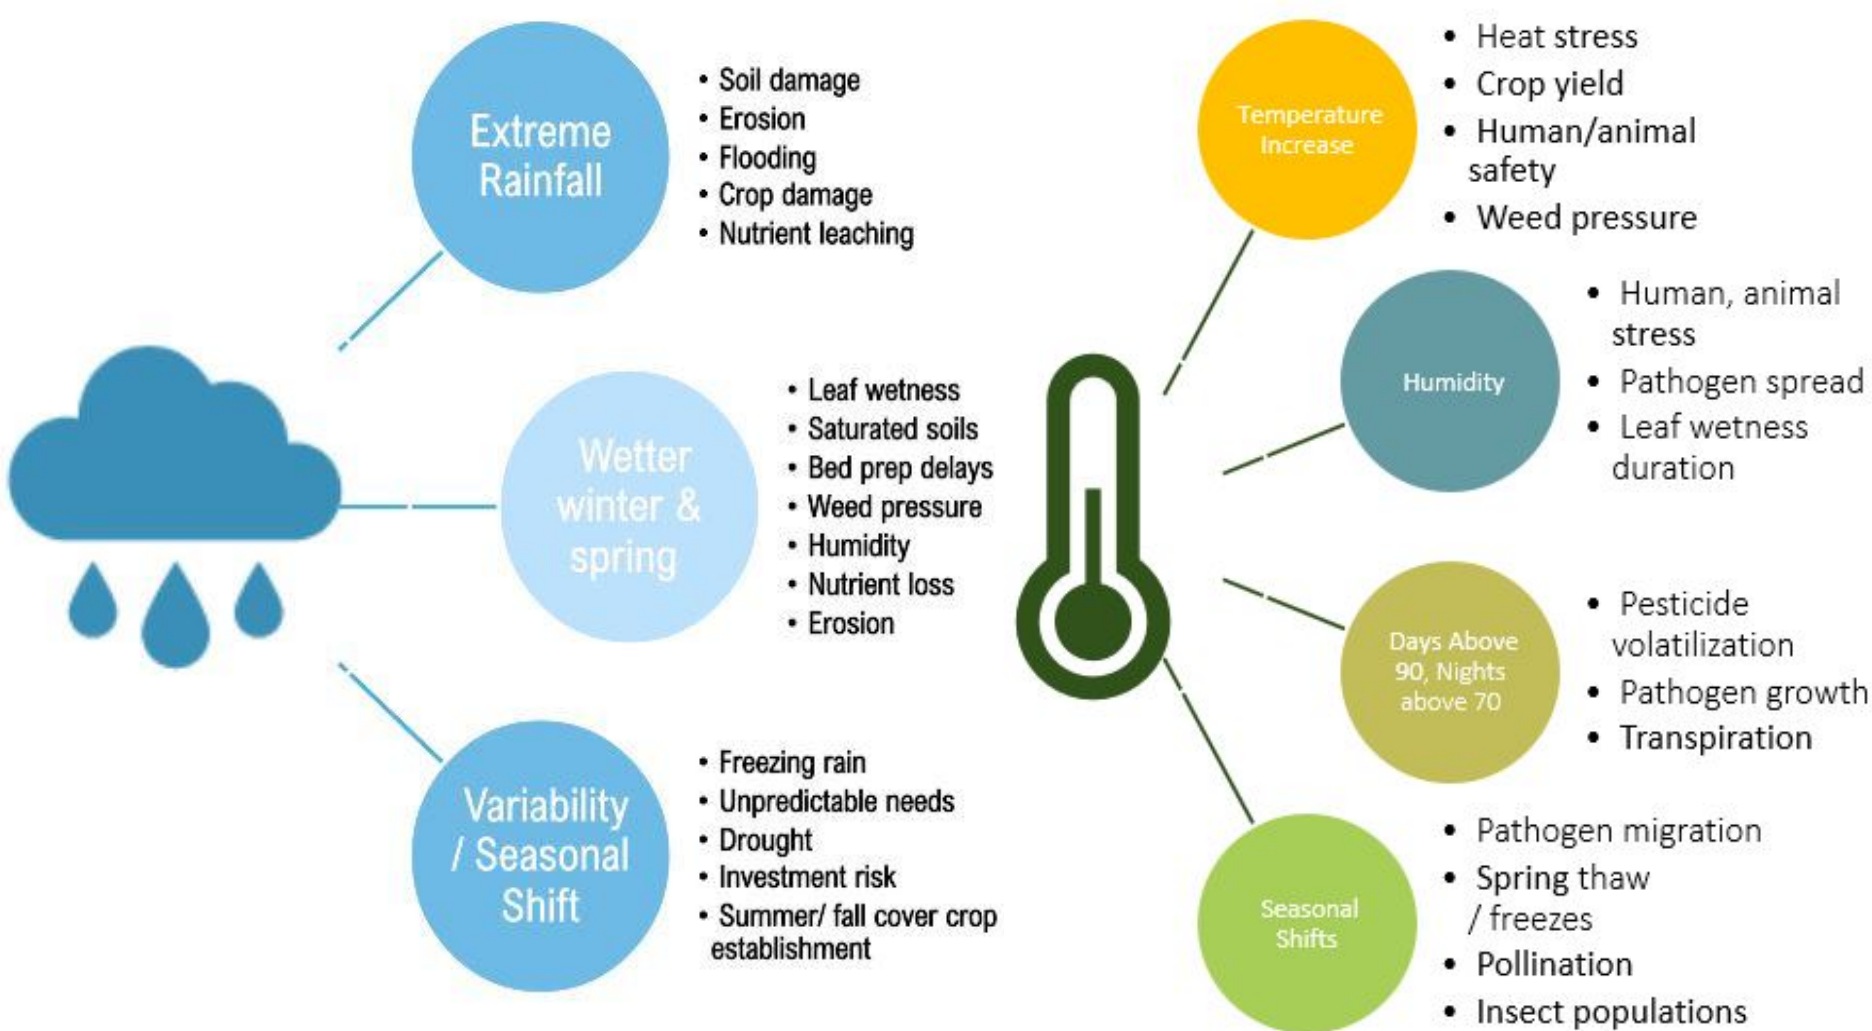 Extreme
Rainfall
• Soil damage
• Erosion
• Flooding
• Crop damage
• Nutrient leaching
Wetter
winter &
spring
• Leaf wetness
• Saturated soils
• Bed prep delays
• Weed pressure
• Humidity
• Nutrient loss
• Erosion
Variability
/ Seasonal
Shift
• Freezing rain
• Unpredictable needs
• Drought
• Investment risk
• Summer/ fall cover crop
establishment
Temperature
Increase
• Heat stress
• Crop yield
• Human/animal
safety
• Weed pressure
Humidity
• Human, animal
stress
• Pathogen spread
• Leaf wetness
duration
Days Above
90, Nights
above 70
• Pesticide
volatilization
• Pathogen growth
• Transpiration
Seasonal
Shifts
• Pathogen migration
• Spring thaw
/ freezes
• Pollination
• Insect populations